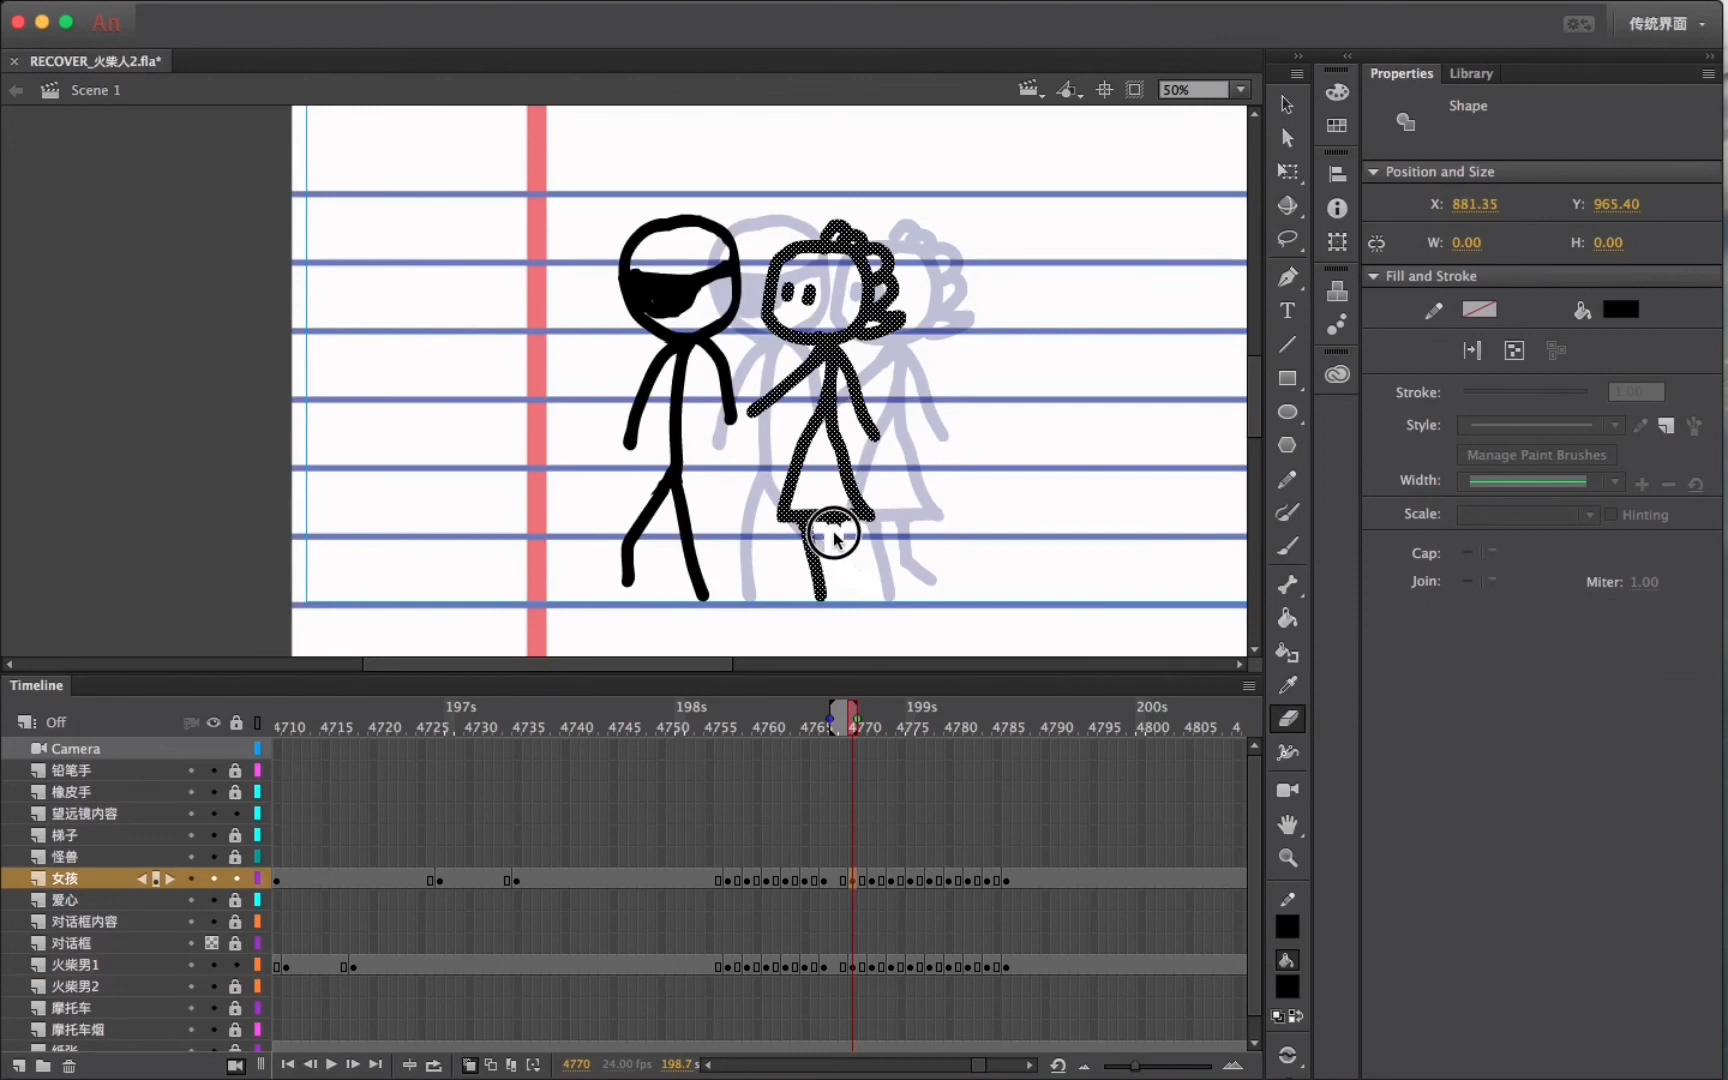 An
传统界面
RECOVER_火柴人2.fla*
Scene 1
50%
Properties
Library
Shape
Position and Size
X: 881.35
Y: 965.40
W: 0.00
H: 0.00
Fill and Stroke
Stroke: 1.00
Style:
Manage Paint Brushes
Width:
Scale:
Hinting
Cap:
Join:
Miter: 1.00
Timeline
197s
198s
199s
200s
Off
4710 4715 4720 4725 4730 4735 4740 4745 4750 4755 4760 4765 4770 4775 4780 4785 4790 4795 4800 4805 4
Camera
铅笔手
橡皮手
望远镜内容
梯子
怪兽
女孩
爱心
对话框内容
对话框
火柴男1
火柴男2
摩托车
摩托车烟
4770
24.00 fps
198.7s